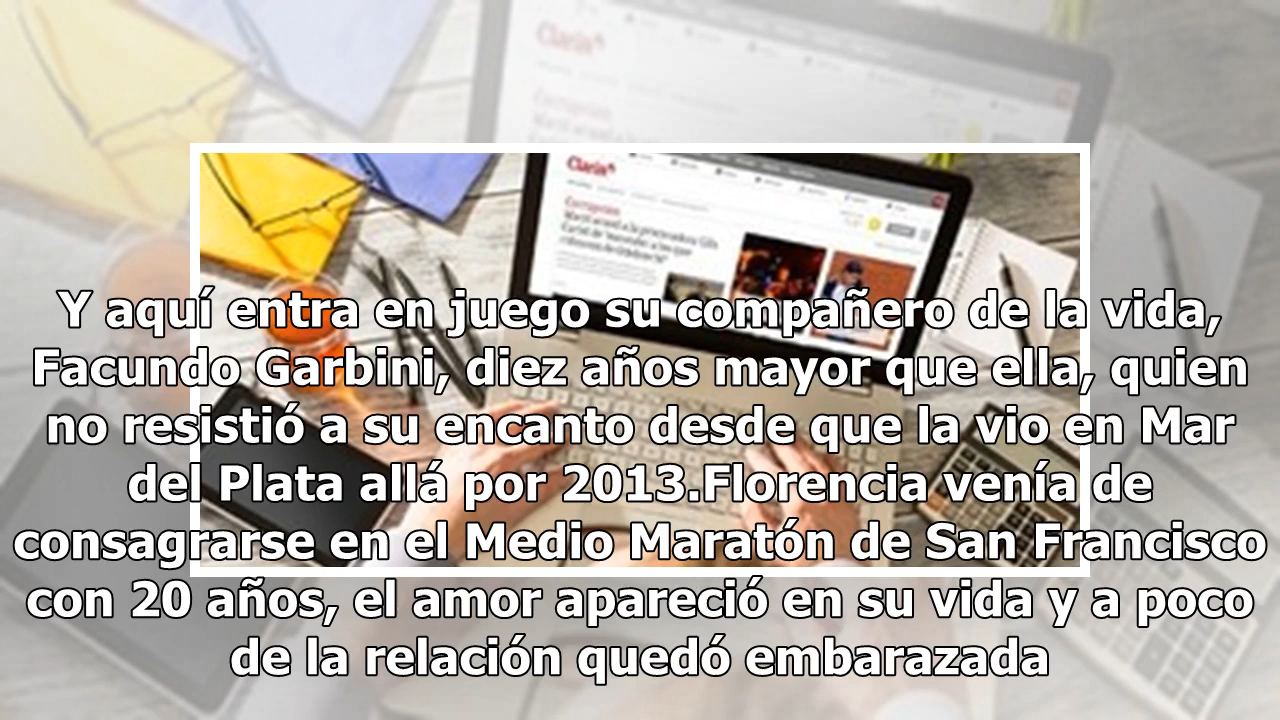 Clarín
Y aquí entra en juego su compañero de la vida,
Facundo Garbini, diez años mayor que ella, quien
no resistió a su encanto desde que la vio en Mar
del Plata allá por 2013.Florencia venía de
consagrarse en el Medio Maratón de San Francisco
con 20 años, el amor apareció en su vida y a poco
de la relación quedó embarazada